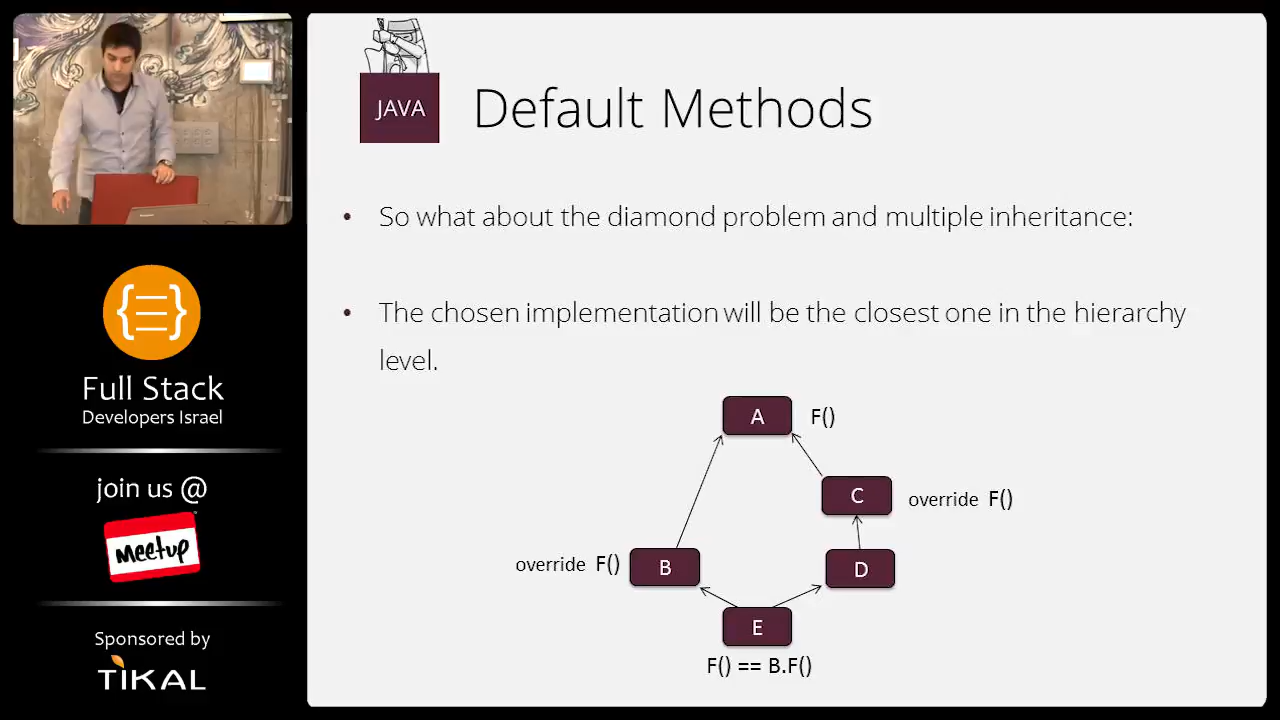 JAVA
Default Methods
• So what about the diamond problem and multiple inheritance:
• The chosen implementation will be the closest one in the hierarchy
level.
A F()
C override F()
override F() B
D
E
F() == B.F()
{ }
Full Stack
Developers Israel
join us @
Meetup
Sponsored by
TIKAL